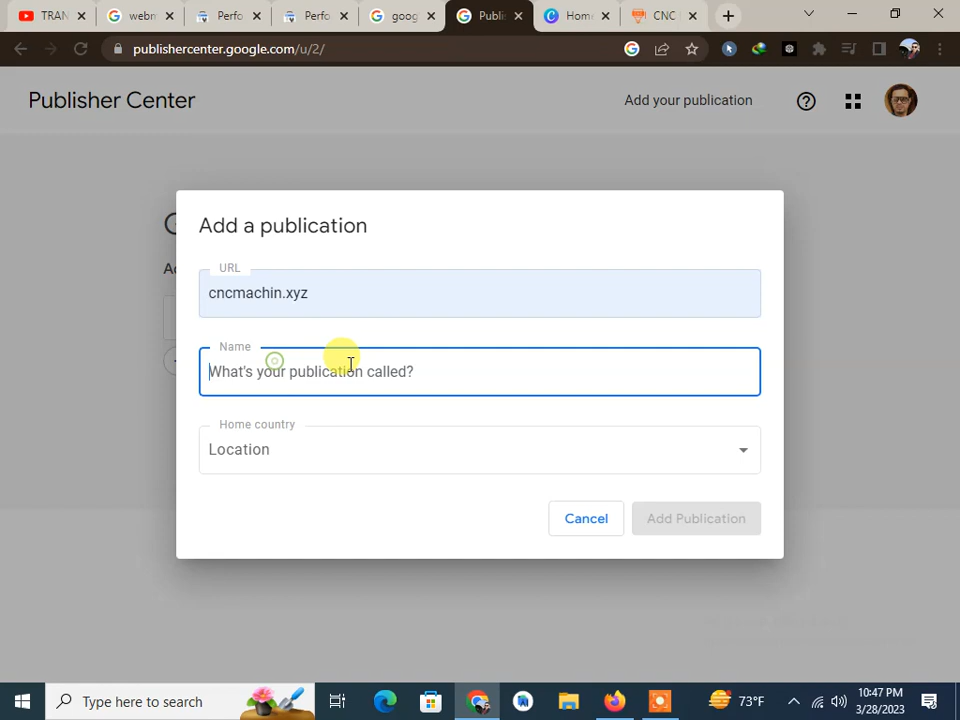 TRAN
webm
Perfo
Perfo
goog
Publis
Home
CNC
publishercenter.google.com/u/2/
Publisher Center
Add your publication
Add a publication
URL
cncmachin.xyz
Name
What's your publication called?
Home country
Location
Cancel
Add Publication
Type here to search
73°F
10:47 PM
3/28/2023